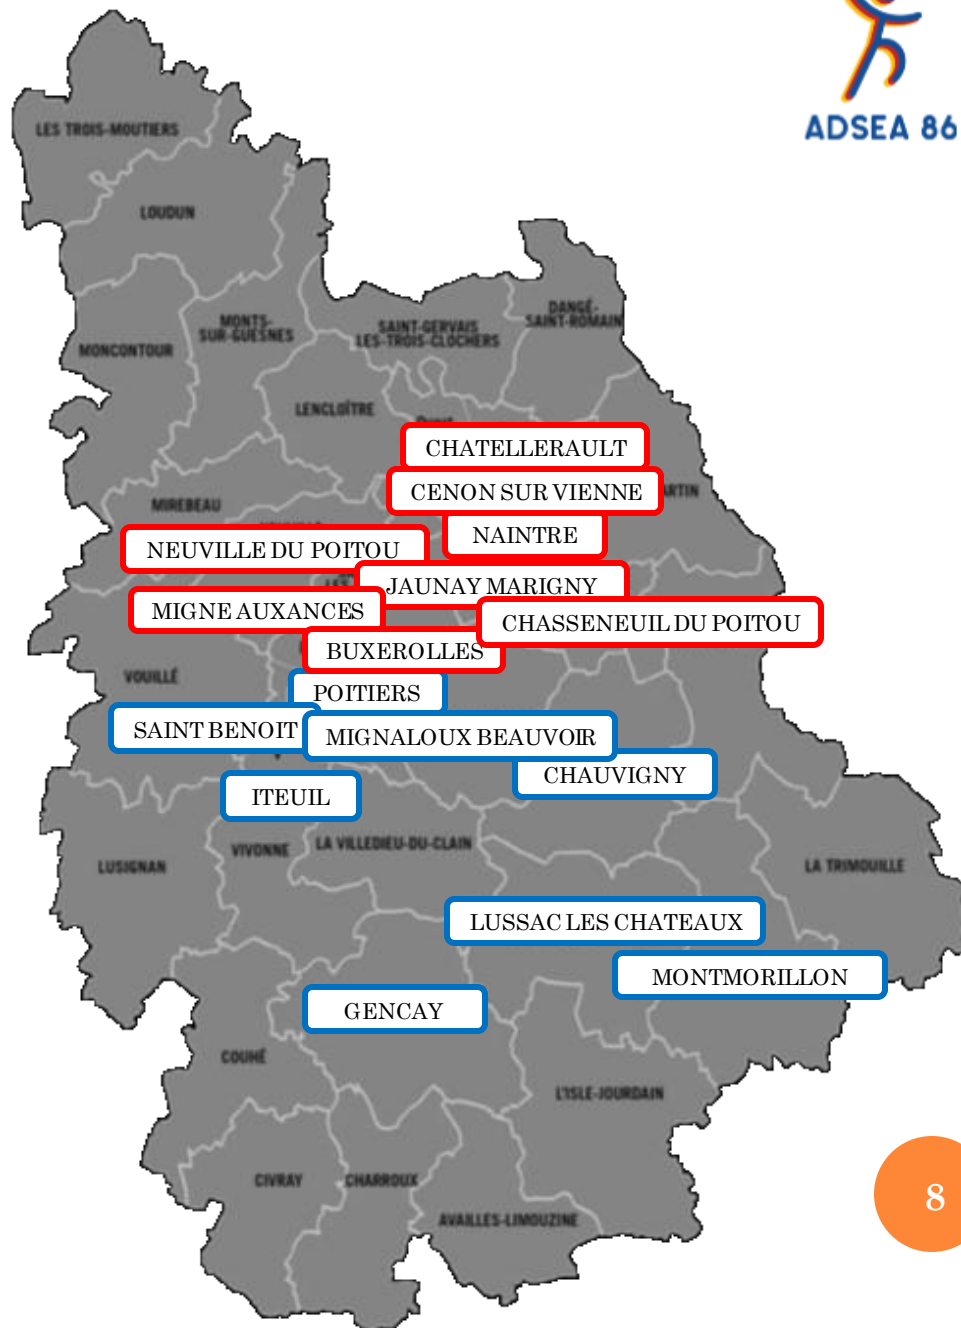 ADSEA 86
LES TROIS-MOUTIERS
LOUDUN
MONTS-
SUR-GUESNES
MONCONTOUR
SAINT-GERVAIS
LES-TROIS-CLOCHERS
DANGÉ-
SAINT-ROMAIN
LENCLOÎTRE
CHATELLERAULT
CENON SUR VIENNE
MIREBEAU
NAINTRE
NEUVILLE DU POITOU
JAUNAY MARIGNY
MIGNE AUXANCES
CHASSENEUIL DU POITOU
BUXEROLLES
VOUILLÉ
POITIERS
SAINT BENOIT
MIGNALOUX BEAUVOIR
CHAUVIGNY
ITEUIL
LUSIGNAN
VIVONNE
LA VILLEDIEU-DU-CLAIN
LA TRIMOUILLE
LUSSAC LES CHATEAUX
MONTMORILLON
GENCAY
COUHÉ
L'ISLE-JOURDAIN
CIVRAY
CHARROUX
AVAILLES-LIMOUZINE
8